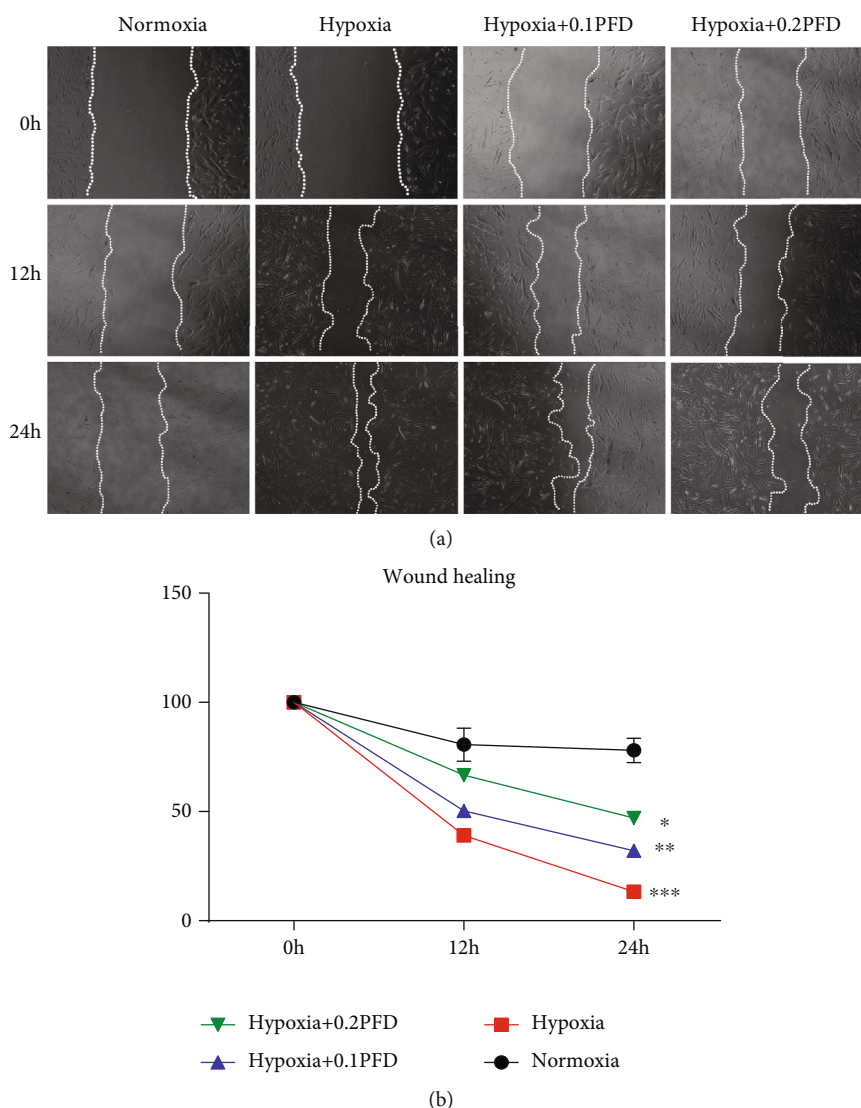 Normoxia Hypoxia Hypoxia+0.1PFD Hypoxia+0.2PFD
0h
12h
24h
(a)
Wound healing
150
100
50
0
*
**
***
0h 12h 24h
Hypoxia+0.2PFD Hypoxia
Hypoxia+0.1PFD Normoxia
(b)